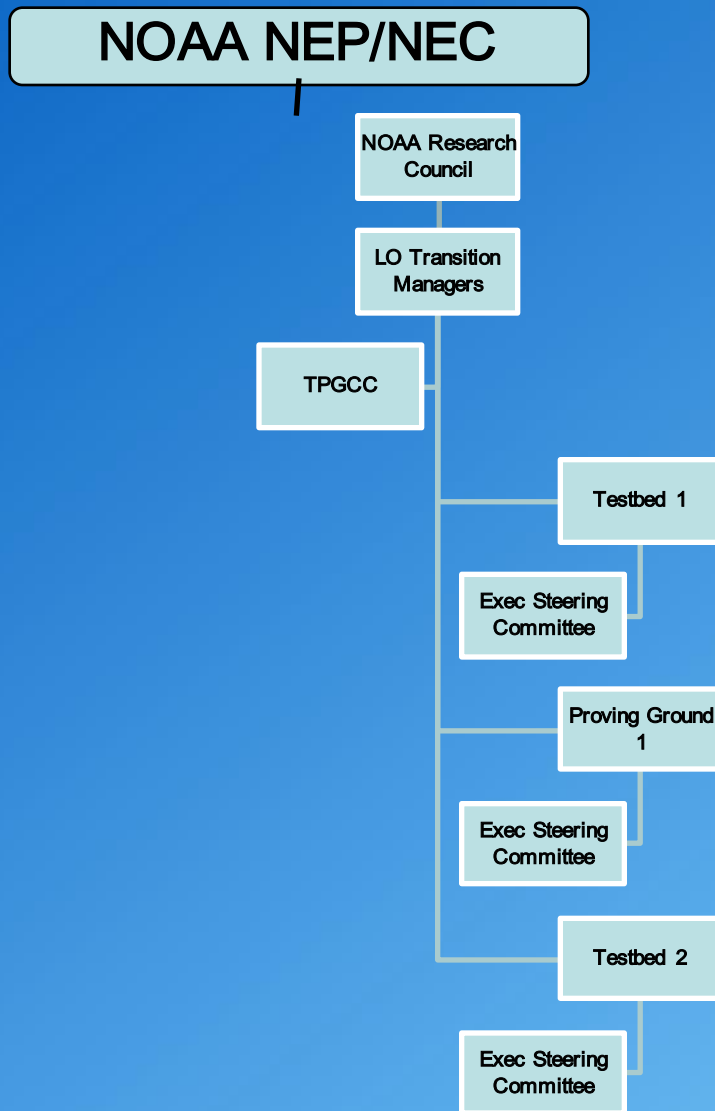 NOAA NEP/NEC
NOAA Research
Council
LO Transition
Managers
TPGCC
Testbed 1
Exec Steering
Committee
Proving Ground
1
Exec Steering
Committee
Testbed 2
Exec Steering
Committee